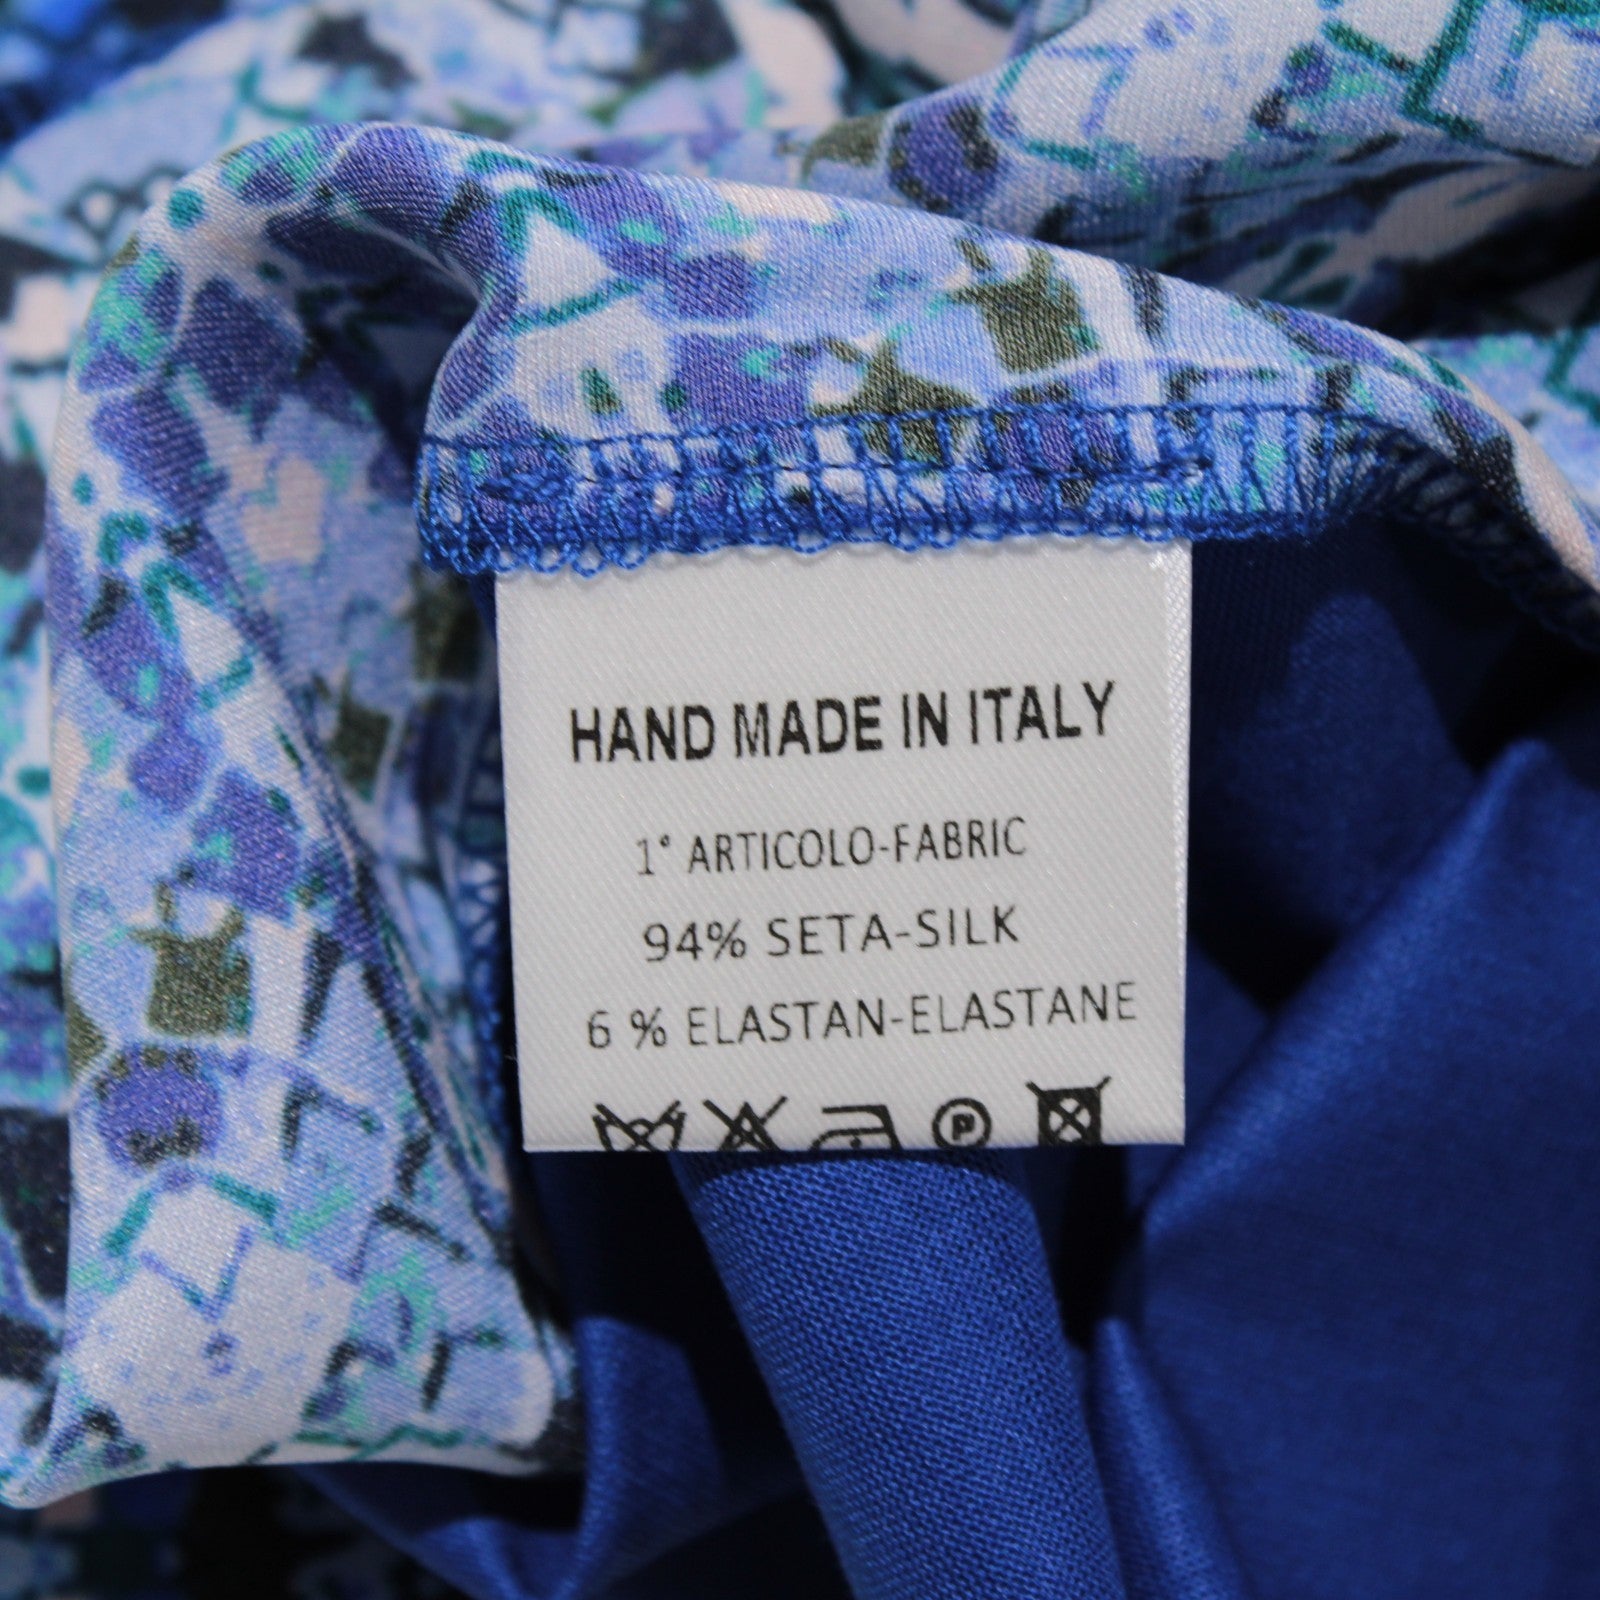 HAND MADE IN ITALY
1° ARTICOLO-FABRIC
94% SETA-SILK
6 % ELASTAN-ELASTANE
P